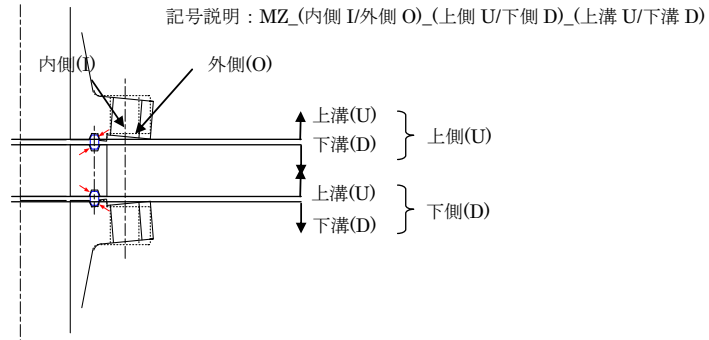 記号説明：MZ_(内側 I/外側 O)_(上側 U/下側 D)_(上溝 U/下溝 D)
内側(I) 外側(O)
上溝(U)
上側(U)
下溝(D)
上溝(U)
下側(D)
下溝(D)